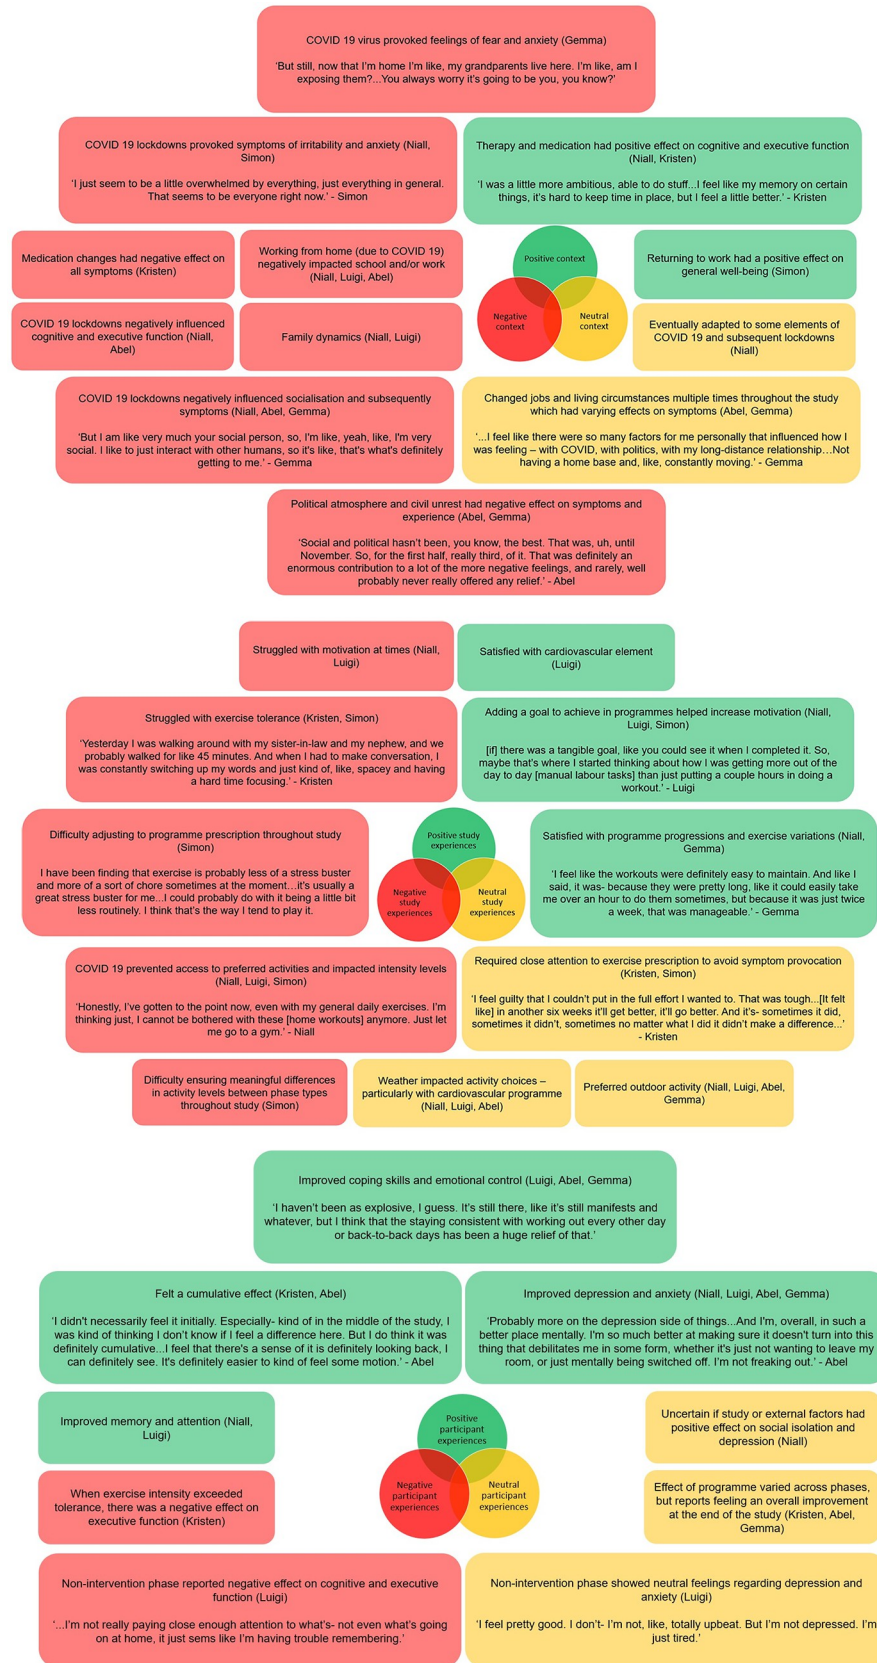 COVID 19 virus provoked feelings of fear and anxiety (Gemma)
‘But still, now that I’m home I’m like, my grandparents live here. I’m like, am I
exposing them?...You always worry it’s going to be you, you know?’
COVID 19 lockdowns provoked symptoms of irritability and anxiety (Niall,
Simon)
‘I just seem to be a little overwhelmed by everything, just everything in general.
That seems to be everyone right now.’ - Simon
Therapy and medication had positive effect on cognitive and executive function
(Niall, Kristen)
‘I was a little more ambitious, able to do stuff...I feel like my memory on certain
things, it’s hard to keep time in place, but I feel a little better.’ - Kristen
Medication changes had negative effect on
all symptoms (Kristen)
Working from home (due to COVID 19)
negatively impacted school and/or work
(Niall, Luigi, Abel)
Positive context
Negative
context
Neutral
context
Returning to work had a positive effect on
general well-being (Simon)
COVID 19 lockdowns negatively influenced
cognitive and executive function (Niall,
Abel)
Family dynamics (Niall, Luigi)
Eventually adapted to some elements of
COVID 19 and subsequent lockdowns
(Niall)
COVID 19 lockdowns negatively influenced socialisation and subsequently
symptoms (Niall, Abel, Gemma)
‘But I am like very much your social person, so, I'm like, yeah, like, I'm very
social. I like to just interact with other humans, so it's like, that's what's definitely
getting to me.’ - Gemma
Changed jobs and living circumstances multiple times throughout the study
which had varying effects on symptoms (Abel, Gemma)
‘...I feel like there were so many factors for me personally that influenced how I
was feeling – with COVID, with politics, with my long-distance relationship…Not
having a home base and, like, constantly moving.’ - Gemma
Political atmosphere and civil unrest had negative effect on symptoms and
experience (Abel, Gemma)
‘Social and political hasn’t been, you know, the best. That was, uh, until
November. So, for the first half, really third, of it. That was definitely an
enormous contribution to a lot of the more negative feelings, and rarely, well
probably never really offered any relief.’ - Abel
Struggled with motivation at times (Niall,
Luigi)
Satisfied with cardiovascular element
(Luigi)
Struggled with exercise tolerance (Kristen, Simon)
‘Yesterday I was walking around with my sister-in-law and my nephew, and we
probably walked for like 45 minutes. And when I had to make conversation, I
was constantly switching up my words and just kind of, like, spacey and having
a hard time focusing.’ - Kristen
Adding a goal to achieve in programmes helped increase motivation (Niall,
Luigi, Simon)
[if] there was a tangible goal, like you could see it when I completed it. So,
maybe that's where I started thinking about how I was getting more out of the
day to day [manual labour tasks] than just putting a couple hours in doing a
workout.’ - Luigi
Difficulty adjusting to programme prescription throughout study
(Simon)
I have been finding that exercise is probably less of a stress buster
and more of a sort of chore sometimes at the moment…it's usually a
great stress buster for me...I could probably do with it being a little bit
less routinely. I think that's the way I tend to play it.
Positive study
experiences
Negative
study
experiences
Neutral
study
experiences
Satisfied with programme progressions and exercise variations (Niall,
Gemma)
‘I feel like the workouts were definitely easy to maintain. And like I
said, it was- because they were pretty long, like it could easily take
me over an hour to do them sometimes, but because it was just twice
a week, that was manageable.’ - Gemma
COVID 19 prevented access to preferred activities and impacted intensity levels
(Niall, Luigi, Simon)
‘Honestly, I’ve gotten to the point now, even with my general daily exercises. I’m
thinking just, I cannot be bothered with these [home workouts] anymore. Just let
me go to a gym.’ - Niall
Required close attention to exercise prescription to avoid symptom provocation
(Kristen, Simon)
‘I feel guilty that I couldn’t put in the full effort I wanted to. That was tough...[It felt
like] in another six weeks it’ll get better, it’ll go better. And it’s- sometimes it did,
sometimes it didn’t, sometimes no matter what I did it didn’t make a difference...’
- Kristen
Difficulty ensuring meaningful differences
in activity levels between phase types
throughout study (Simon)
Weather impacted activity choices –
particularly with cardiovascular programme
(Niall, Luigi, Abel)
Preferred outdoor activity (Niall, Luigi, Abel,
Gemma)
Improved coping skills and emotional control (Luigi, Abel, Gemma)
‘I haven’t been as explosive, I guess. It’s still there, like it’s still manifests and
whatever, but I think that the staying consistent with working out every other day
or back-to-back days has been a huge relief of that.’
Felt a cumulative effect (Kristen, Abel)
‘I didn't necessarily feel it initially. Especially- kind of in the middle of the study, I
was kind of thinking I don’t know if I feel a difference here. But I do think it was
definitely cumulative...I feel that there's a sense of it is definitely looking back, I
can definitely see. It's definitely easier to kind of feel some motion.’ - Abel
Improved depression and anxiety (Niall, Luigi, Abel, Gemma)
‘Probably more on the depression side of things...And I'm, overall, in such a
better place mentally. I'm so much better at making sure it doesn't turn into this
thing that debilitates me in some form, whether it's just not wanting to leave my
room, or just mentally being switched off. I’m not freaking out.’ - Abel
Improved memory and attention (Niall,
Luigi)
Positive
participant
experiences
Negative
participant
experiences
Neutral
participant
experiences
Uncertain if study or external factors had
positive effect on social isolation and
depression (Niall)
When exercise intensity exceeded
tolerance, there was a negative effect on
executive function (Kristen)
Effect of programme varied across phases,
but reports feeling an overall improvement
at the end of the study (Kristen, Abel,
Gemma)
Non-intervention phase reported negative effect on cognitive and executive
function (Luigi)
‘...I’m not really paying close enough attention to what’s- not even what’s going
on at home, it just sems like I’m having trouble remembering.’
Non-intervention phase showed neutral feelings regarding depression and
anxiety (Luigi)
‘I feel pretty good. I don’t- I’m not, like, totally upbeat. But I’m not depressed. I’m
just tired.’